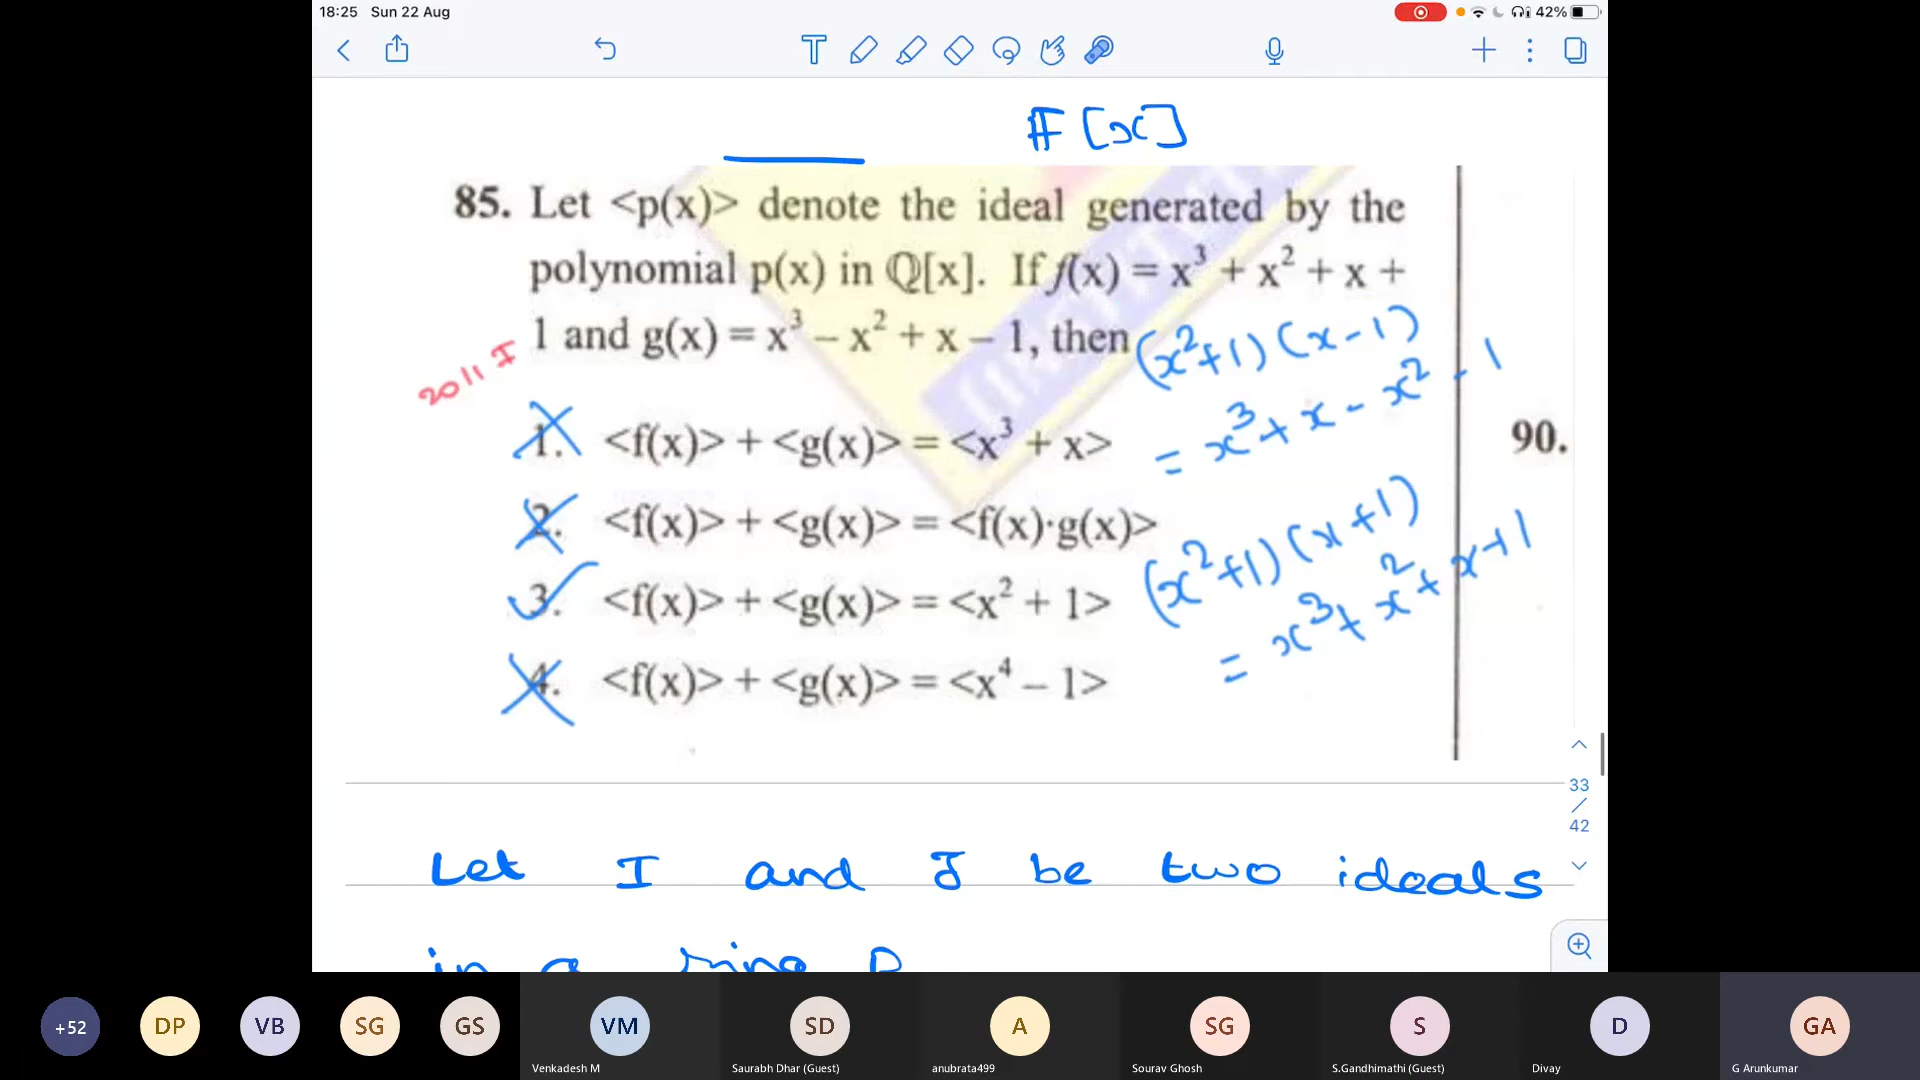 18:25 Sun 22 Aug
42%
𝔽[x]
85. Let <p(x)> denote the ideal generated by the
polynomial p(x) in ℚ[x]. If f(x) = x³ + x² + x +
1 and g(x) = x³ – x² + x – 1, then
(x²+1)(x-1)
= x³+x-x²-1
2011 I
1. <f(x)> + <g(x)> = <x³ + x>
90.
2. <f(x)> + <g(x)> = <f(x)·g(x)>
(x²+1)(x+1)
= x³+x²+x+1
3. <f(x)> + <g(x)> = <x² + 1>
4. <f(x)> + <g(x)> = <x⁴ – 1>
33
/
42
Let I and J be two ideals
in a ring R
+52
DP
VB
SG
GS
VM
SD
A
SG
S
D
GA
Venkadesh M
Saurabh Dhar (Guest)
anubrata499
Sourav Ghosh
S.Gandhimathi (Guest)
Divay
G Arunkumar